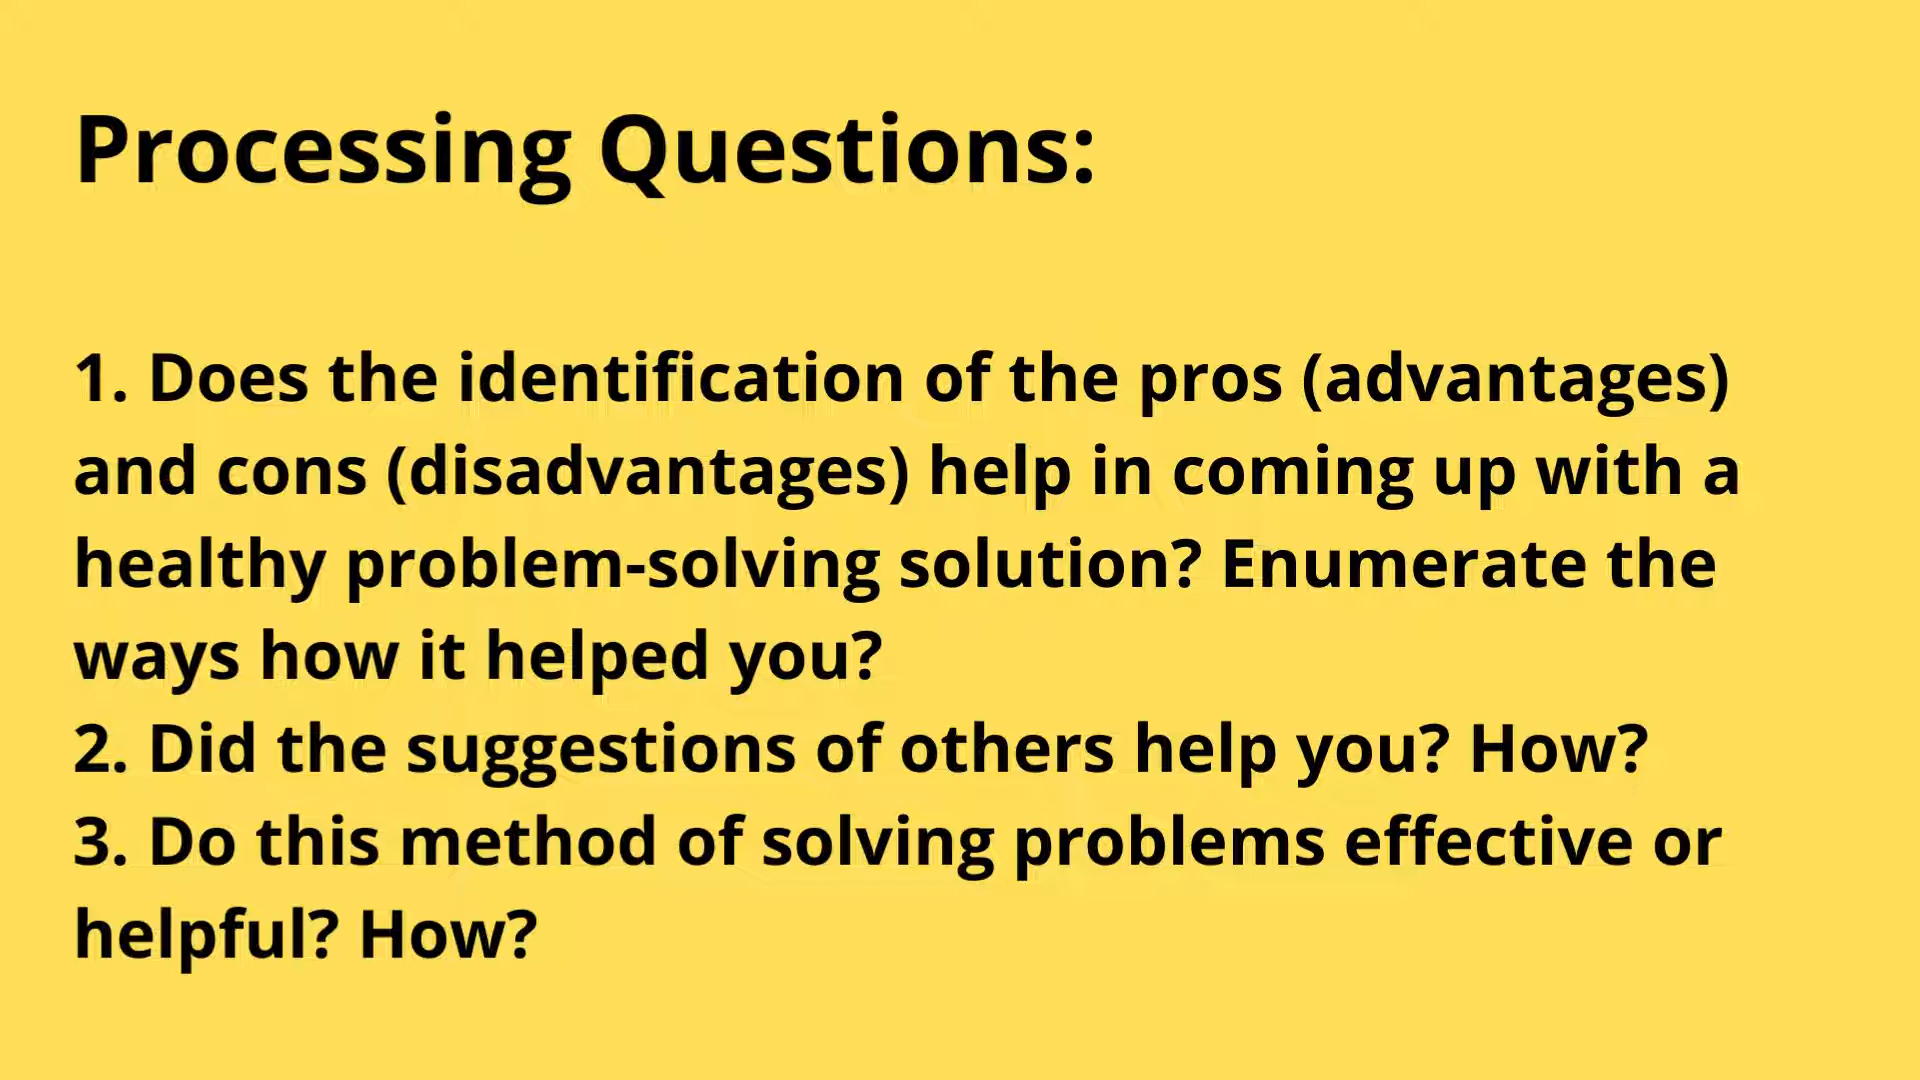 Processing Questions:
1. Does the identification of the pros (advantages)
and cons (disadvantages) help in coming up with a
healthy problem-solving solution? Enumerate the
ways how it helped you?
2. Did the suggestions of others help you? How?
3. Do this method of solving problems effective or
helpful? How?